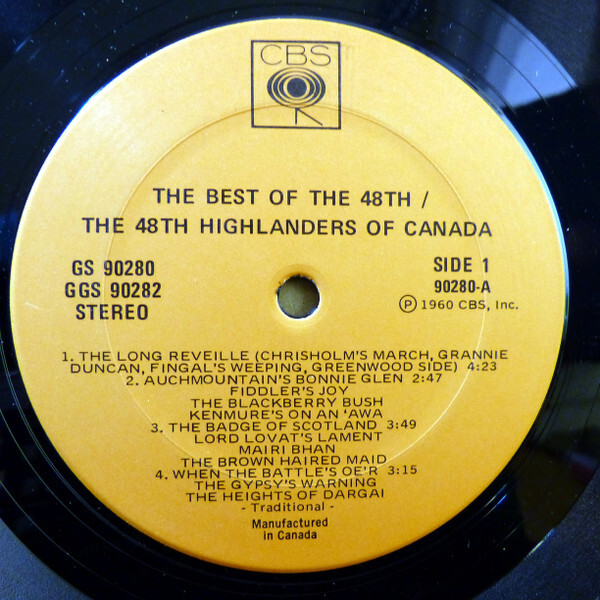 CBS
THE BEST OF THE 48TH /
THE 48TH HIGHLANDERS OF CANADA
GS 90280
GGS 90282
STEREO
SIDE 1
90280-A
Ⓟ 1960 CBS, Inc.
1. THE LONG REVEILLE (CHRISHOLM'S MARCH, GRANNIE
DUNCAN, FINGAL'S WEEPING, GREENWOOD SIDE) 4:23
2. AUCHMOUNTAIN'S BONNIE GLEN 2:47
FIDDLER'S JOY
THE BLACKBERRY BUSH
KENMURE'S ON AN 'AWA
3. THE BADGE OF SCOTLAND 3:49
LORD LOVAT'S LAMENT
MAIRI BHAN
THE BROWN HAIRED MAID
4. WHEN THE BATTLE'S OE'R 3:15
THE GYPSY'S WARNING
THE HEIGHTS OF DARGAI
- Traditional -
Manufactured
in Canada